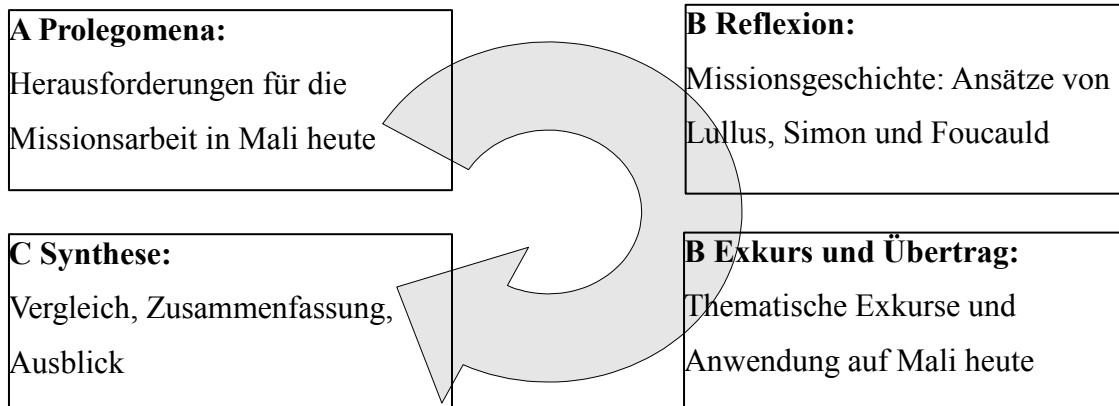 A Prolegomena:
Herausforderungen für die
Missionsarbeit in Mali heute
B Reflexion:
Missionsgeschichte: Ansätze von
Lullus, Simon und Foucauld
B Exkurs und Übertrag:
Thematische Exkurse und
Anwendung auf Mali heute
C Synthese:
Vergleich, Zusammenfassung,
Ausblick